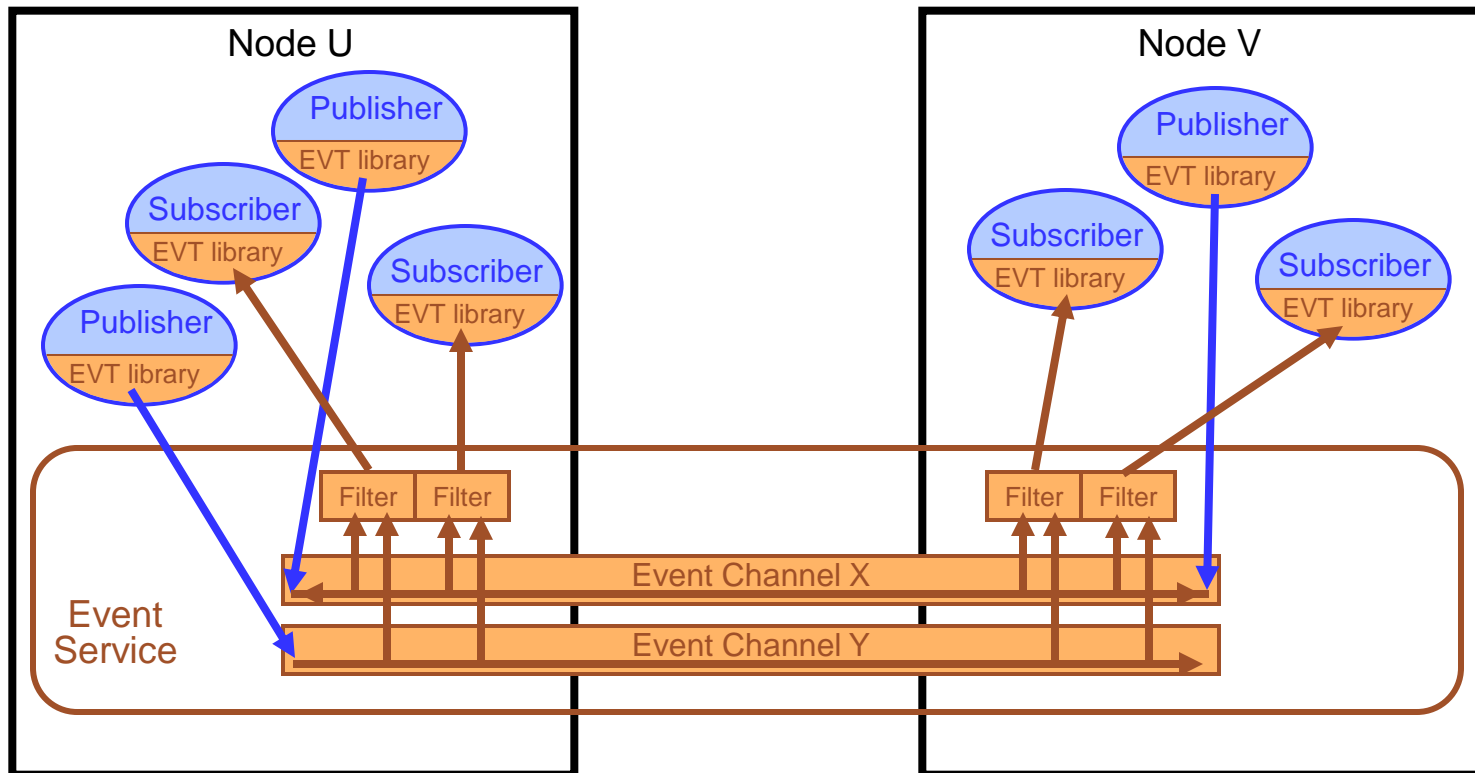 Node U
Publisher
EVT library
Subscriber
EVT library
Subscriber
EVT library
Publisher
EVT library
Node V
Publisher
EVT library
Subscriber
EVT library
Subscriber
EVT library
Filter
Filter
Filter
Filter
Event Channel X
Event Channel Y
Event
Service